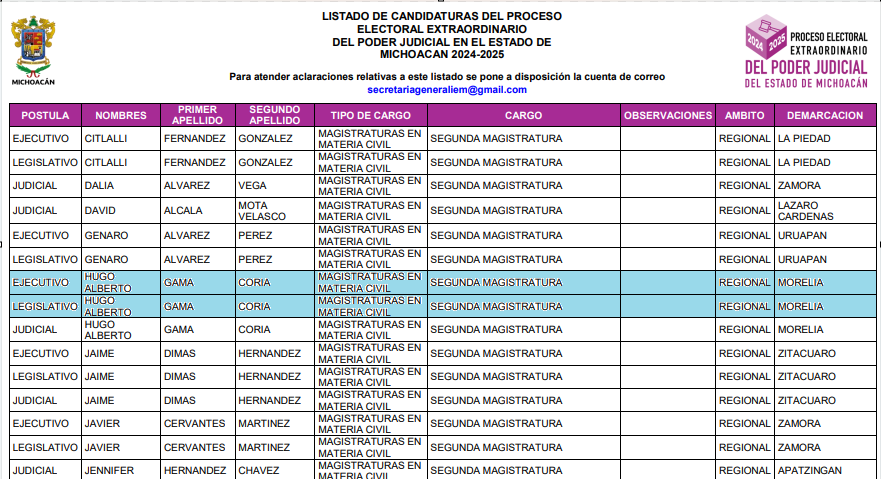 LISTADO DE CANDIDATURAS DEL PROCESO
ELECTORAL EXTRAORDINARIO
DEL PODER JUDICIAL EN EL ESTADO DE
MICHOACAN 2024-2025
Para atender aclaraciones relativas a este listado se pone a disposición la cuenta de correo
secretariageneraliem@gmail.com
MICHOACÁN
2024 2025
PROCESO ELECTORAL
EXTRAORDINARIO
DEL PODER JUDICIAL
DEL ESTADO DE MICHOACÁN
POSTULA NOMBRES PRIMER APELLIDO SEGUNDO APELLIDO TIPO DE CARGO CARGO OBSERVACIONES AMBITO DEMARCACION
EJECUTIVO CITLALLI FERNANDEZ GONZALEZ MAGISTRATURAS EN MATERIA CIVIL SEGUNDA MAGISTRATURA REGIONAL LA PIEDAD
LEGISLATIVO CITLALLI FERNANDEZ GONZALEZ MAGISTRATURAS EN MATERIA CIVIL SEGUNDA MAGISTRATURA REGIONAL LA PIEDAD
JUDICIAL DALIA ALVAREZ VEGA MAGISTRATURAS EN MATERIA CIVIL SEGUNDA MAGISTRATURA REGIONAL ZAMORA
JUDICIAL DAVID ALCALA MOTA VELASCO MAGISTRATURAS EN MATERIA CIVIL SEGUNDA MAGISTRATURA REGIONAL LAZARO CARDENAS
EJECUTIVO GENARO ALVAREZ PEREZ MAGISTRATURAS EN MATERIA CIVIL SEGUNDA MAGISTRATURA REGIONAL URUAPAN
LEGISLATIVO GENARO ALVAREZ PEREZ MAGISTRATURAS EN MATERIA CIVIL SEGUNDA MAGISTRATURA REGIONAL URUAPAN
EJECUTIVO HUGO ALBERTO GAMA CORIA MAGISTRATURAS EN MATERIA CIVIL SEGUNDA MAGISTRATURA REGIONAL MORELIA
LEGISLATIVO HUGO ALBERTO GAMA CORIA MAGISTRATURAS EN MATERIA CIVIL SEGUNDA MAGISTRATURA REGIONAL MORELIA
JUDICIAL HUGO ALBERTO GAMA CORIA MAGISTRATURAS EN MATERIA CIVIL SEGUNDA MAGISTRATURA REGIONAL MORELIA
EJECUTIVO JAIME DIMAS HERNANDEZ MAGISTRATURAS EN MATERIA CIVIL SEGUNDA MAGISTRATURA REGIONAL ZITACUARO
LEGISLATIVO JAIME DIMAS HERNANDEZ MAGISTRATURAS EN MATERIA CIVIL SEGUNDA MAGISTRATURA REGIONAL ZITACUARO
JUDICIAL JAIME DIMAS HERNANDEZ MAGISTRATURAS EN MATERIA CIVIL SEGUNDA MAGISTRATURA REGIONAL ZITACUARO
EJECUTIVO JAVIER CERVANTES MARTINEZ MAGISTRATURAS EN MATERIA CIVIL SEGUNDA MAGISTRATURA REGIONAL ZAMORA
LEGISLATIVO JAVIER CERVANTES MARTINEZ MAGISTRATURAS EN MATERIA CIVIL SEGUNDA MAGISTRATURA REGIONAL ZAMORA
JUDICIAL JENNIFER HERNANDEZ CHAVEZ MAGISTRATURAS EN MATERIA CIVIL SEGUNDA MAGISTRATURA REGIONAL APATZINGAN